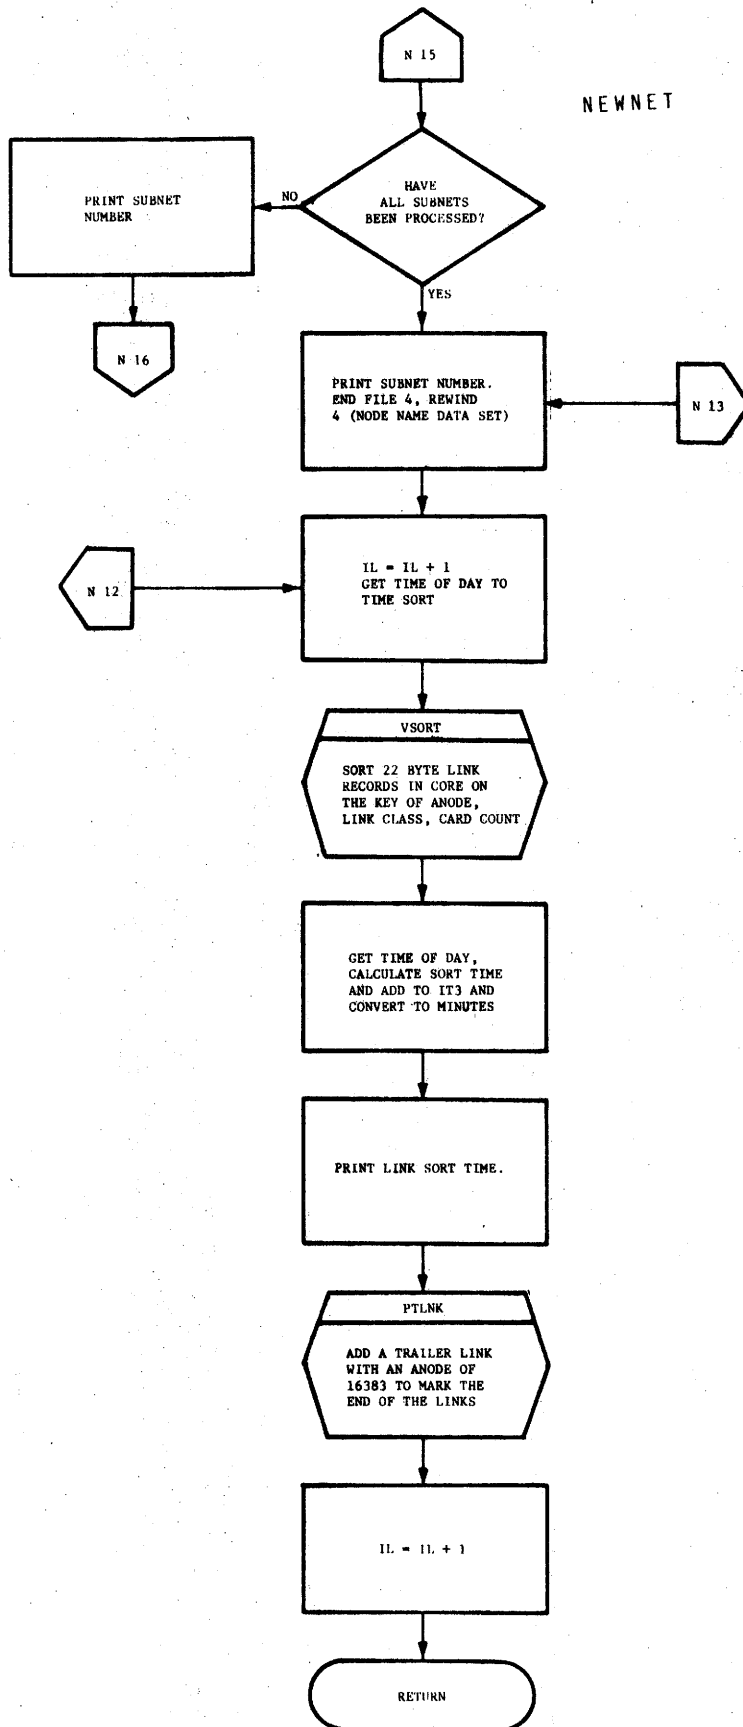 N 15
NEWNET
HAVE
ALL SUBNETS
BEEN PROCESSED?
NO
PRINT SUBNET
NUMBER
N 16
YES
PRINT SUBNET NUMBER.
END FILE 4, REWIND
4 (NODE NAME DATA SET)
N 13
IL = IL + 1
GET TIME OF DAY TO
TIME SORT
N 12
VSORT
SORT 22 BYTE LINK
RECORDS IN CORE ON
THE KEY OF ANODE,
LINK CLASS, CARD COUNT
GET TIME OF DAY,
CALCULATE SORT TIME
AND ADD TO IT3 AND
CONVERT TO MINUTES
PRINT LINK SORT TIME.
PTLNK
ADD A TRAILER LINK
WITH AN ANODE OF
16383 TO MARK THE
END OF THE LINKS
IL = IL + 1
RETURN